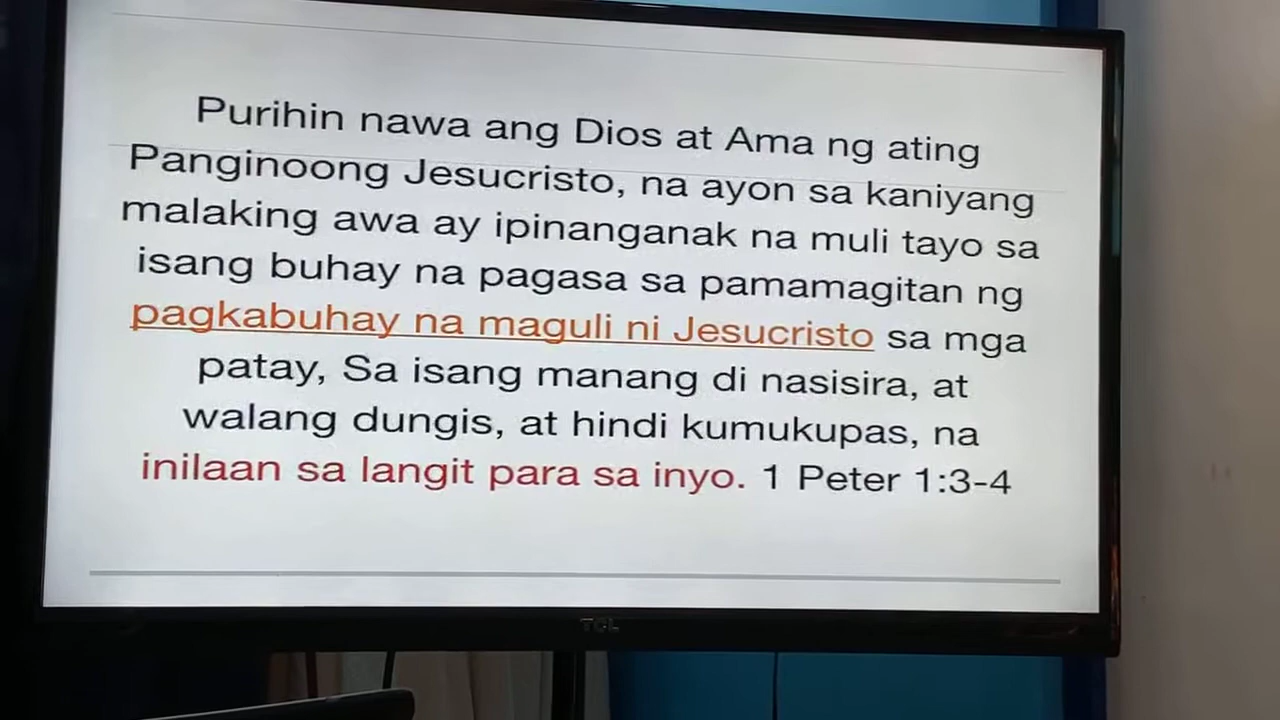 Purihin nawa ang Dios at Ama ng ating
Panginoong Jesucristo, na ayon sa kaniyang
malaking awa ay ipinanganak na muli tayo sa
isang buhay na pagasa sa pamamagitan ng
pagkabuhay na maguli ni Jesucristo sa mga
patay, Sa isang manang di nasisira, at
walang dungis, at hindi kumukupas, na
inilaan sa langit para sa inyo. 1 Peter 1:3-4
TCL